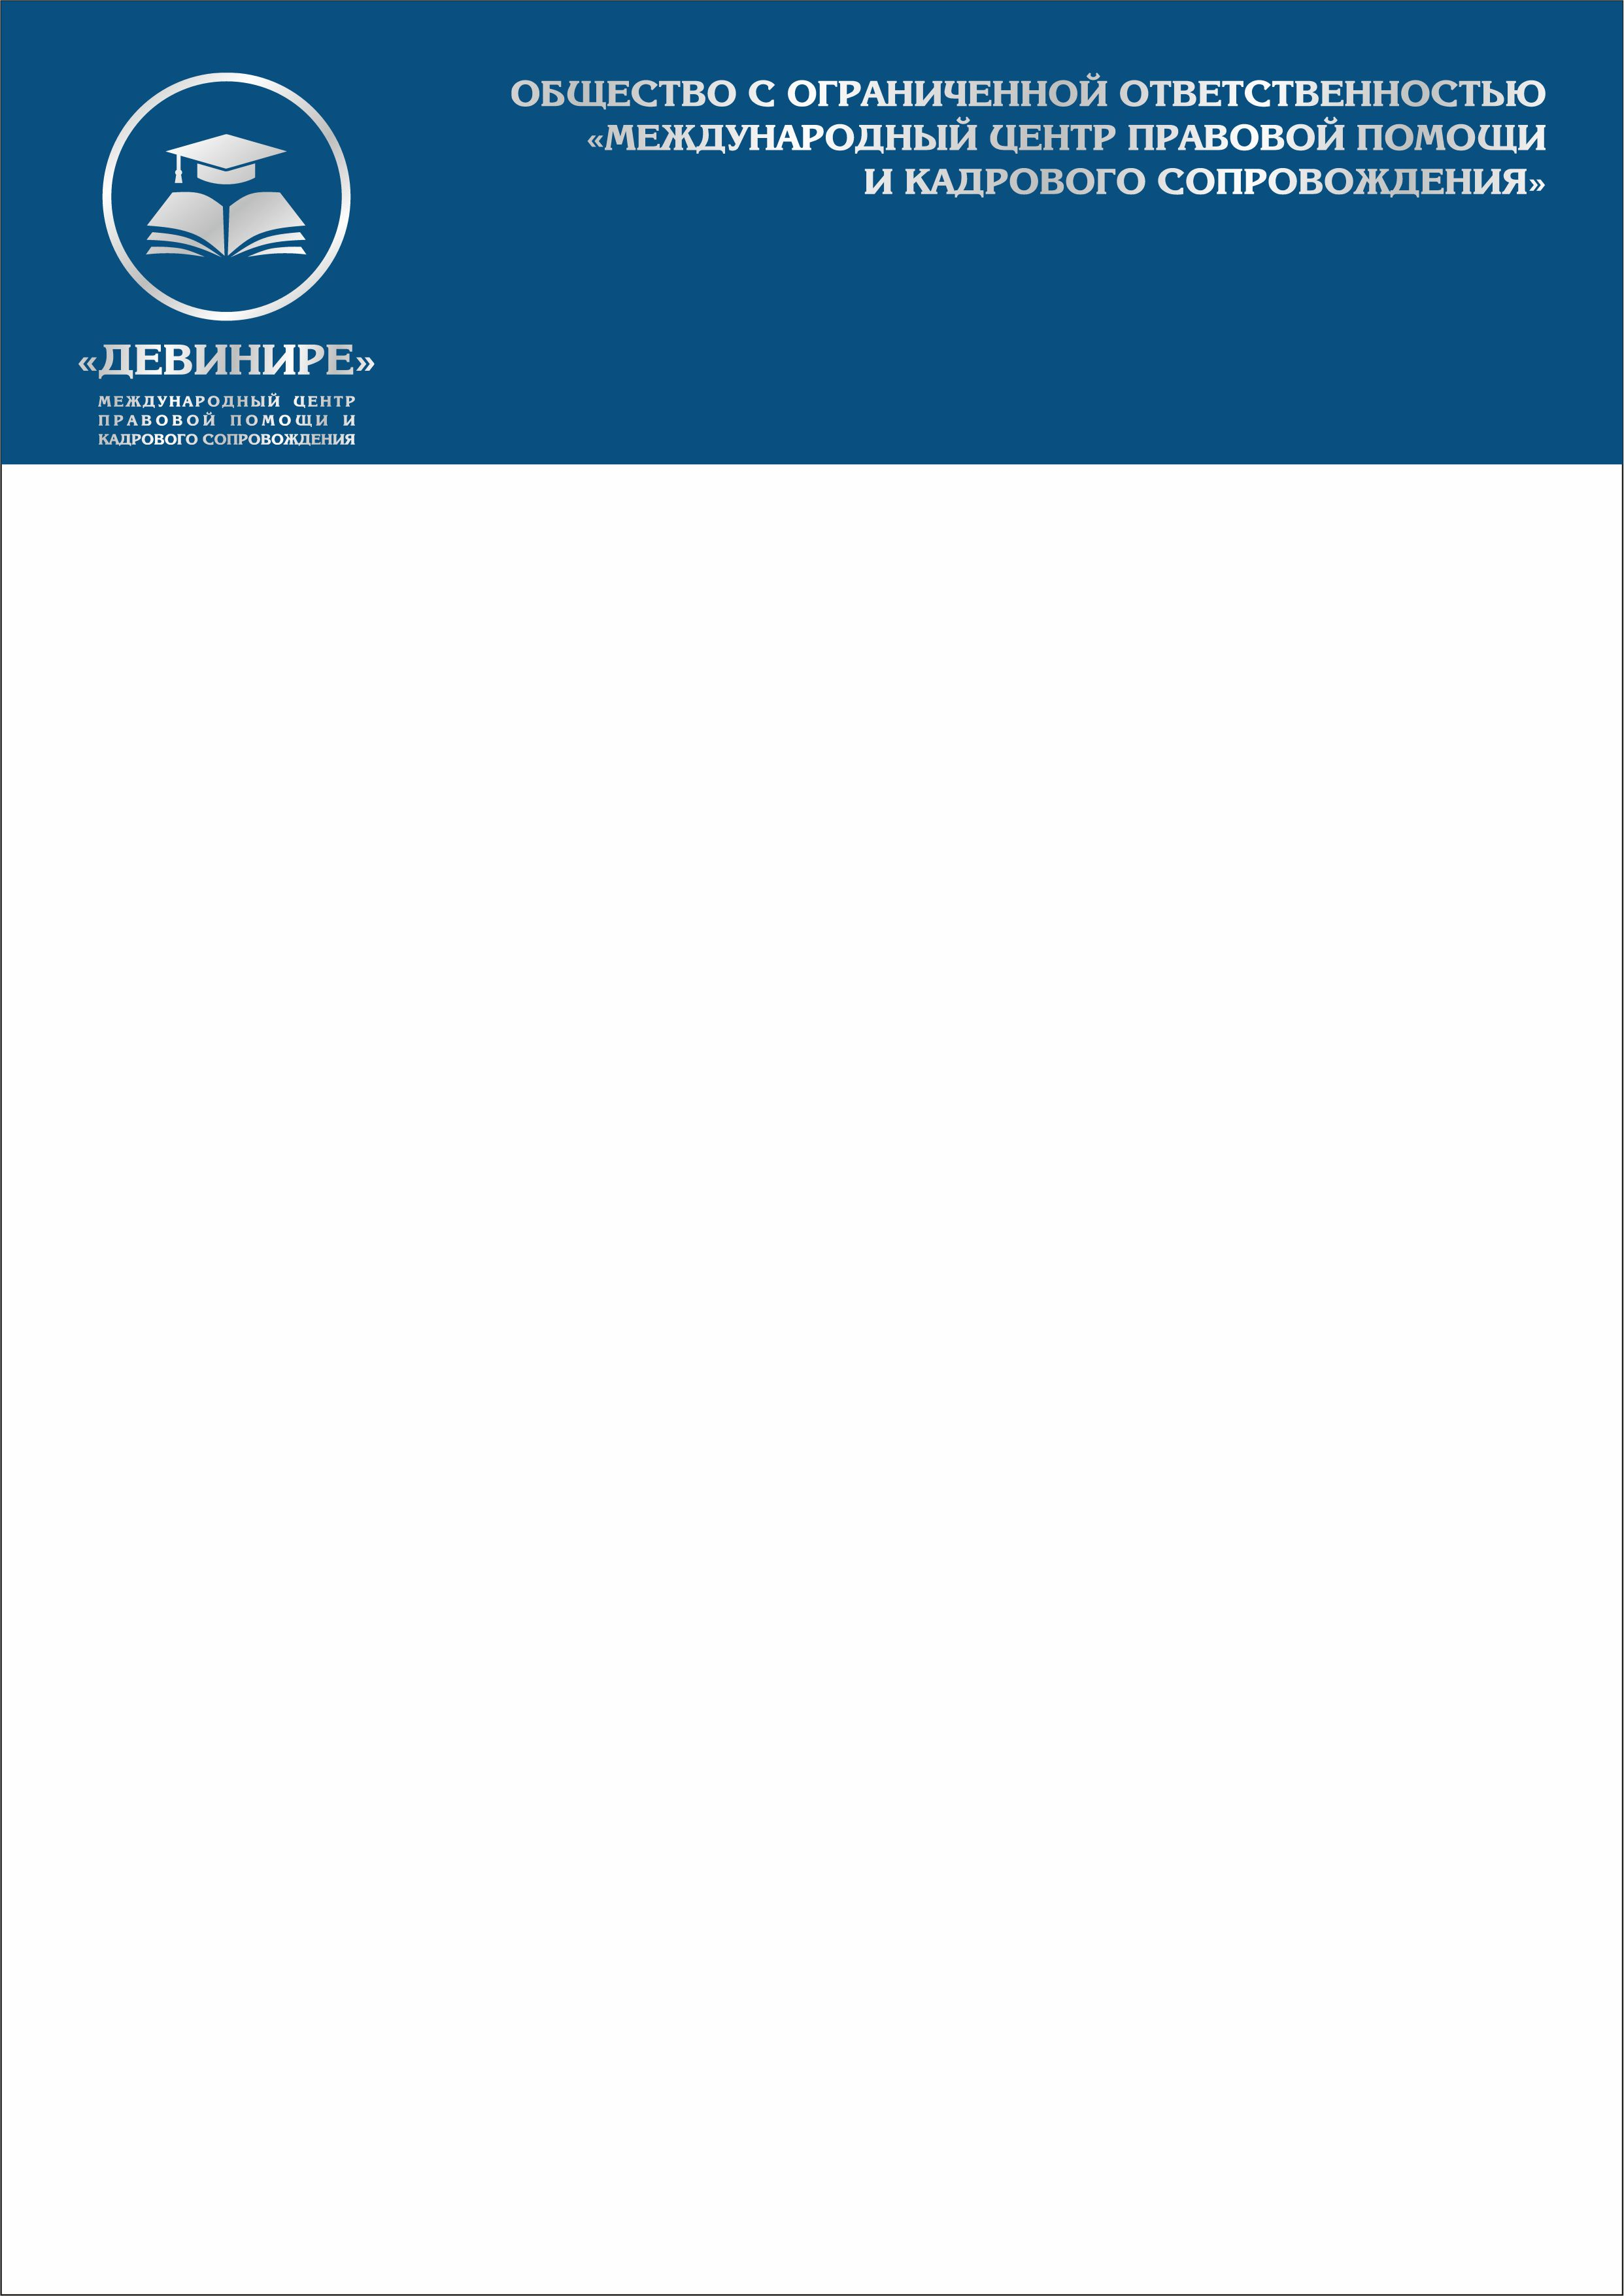 ОБЩЕСТВО С ОГРАНИЧЕННОЙ ОТВЕТСТВЕННОСТЬЮ
«МЕЖДУНАРОДНЫЙ ЦЕНТР ПРАВОВОЙ ПОМОЩИ
И КАДРОВОГО СОПРОВОЖДЕНИЯ»
«ДЕВИНИРЕ»
МЕЖДУНАРОДНЫЙ ЦЕНТР
ПРАВОВОЙ ПОМОЩИ И
КАДРОВОГО СОПРОВОЖДЕНИЯ